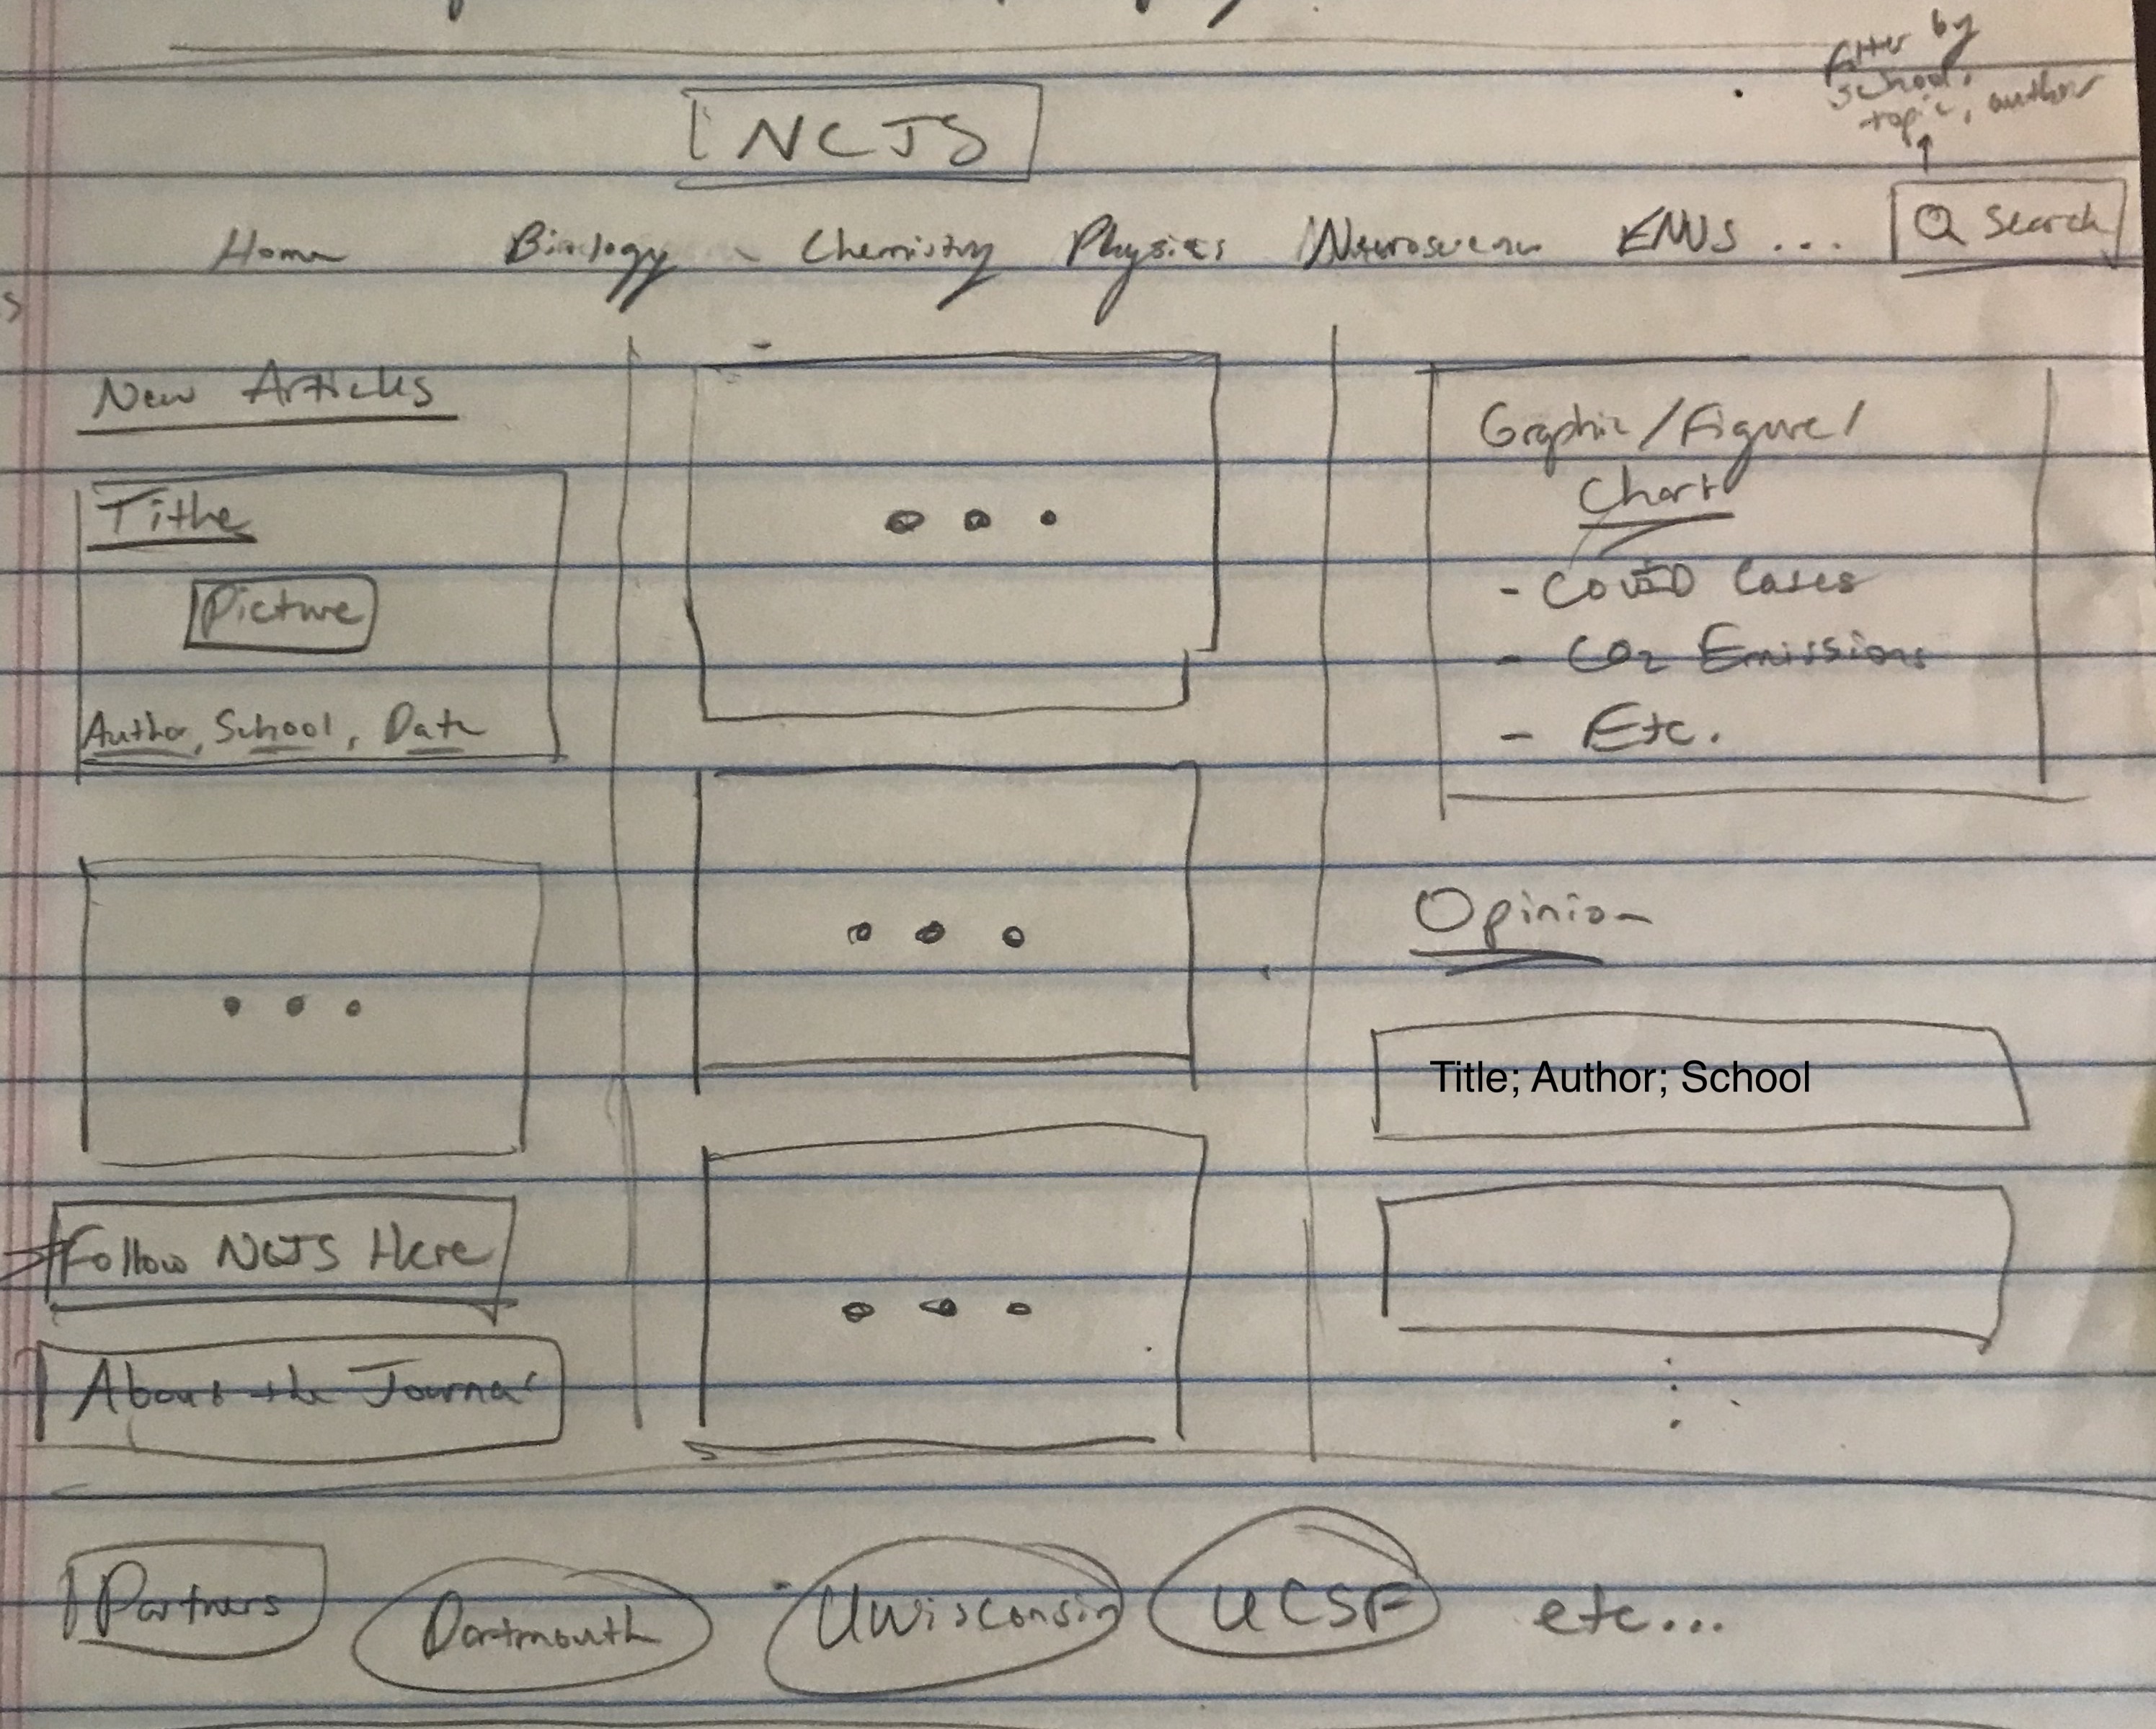 NCJS
filter by
school,
topic, author
Home Biology Chemistry Physics Neuroscience ENVS ... Search
New Articles
Title
Picture
Author, School, Date
Follow NCJS Here
About the Journal
Graphic/Figure/
Chart
- COVID Cases
- CO2 Emissions
- Etc.
Opinion
Title; Author; School
Partners Dartmouth UWisconsin UCSF etc...